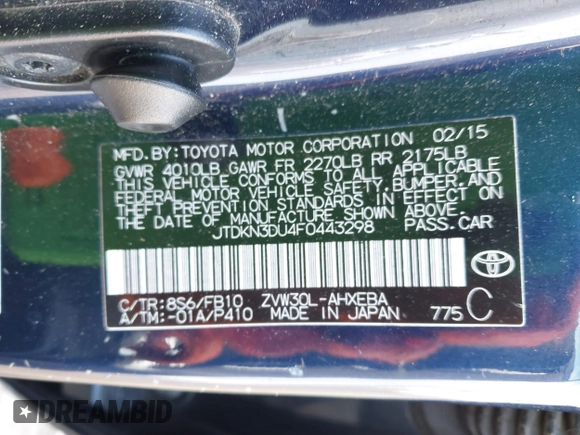 MFD.BY:TOYOTA MOTOR CORPORATION 02/15
GVWR 4010LB GAWR FR 2270LB RR 2175LB
THIS VEHICLE CONFORMS TO ALL APPLICABLE
FEDERAL MOTOR VEHICLE SAFETY, BUMPER, AND
THEFT PREVENTION STANDARDS IN EFFECT ON
THE DATE OF MANUFACTURE SHOWN ABOVE.
JTDKN3DU4F0443298 PASS.CAR
C/TR:8S6/FB10 ZVW30L-AHXEBA
A/TM:-01A/P410 MADE IN JAPAN 775 C
DREAMBID